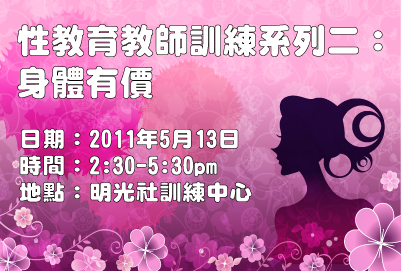 性教育教師訓練系列二：
身體有價
日期：2011年5月13日
時間：2:30-5:30pm
地點：明光社訓練中心